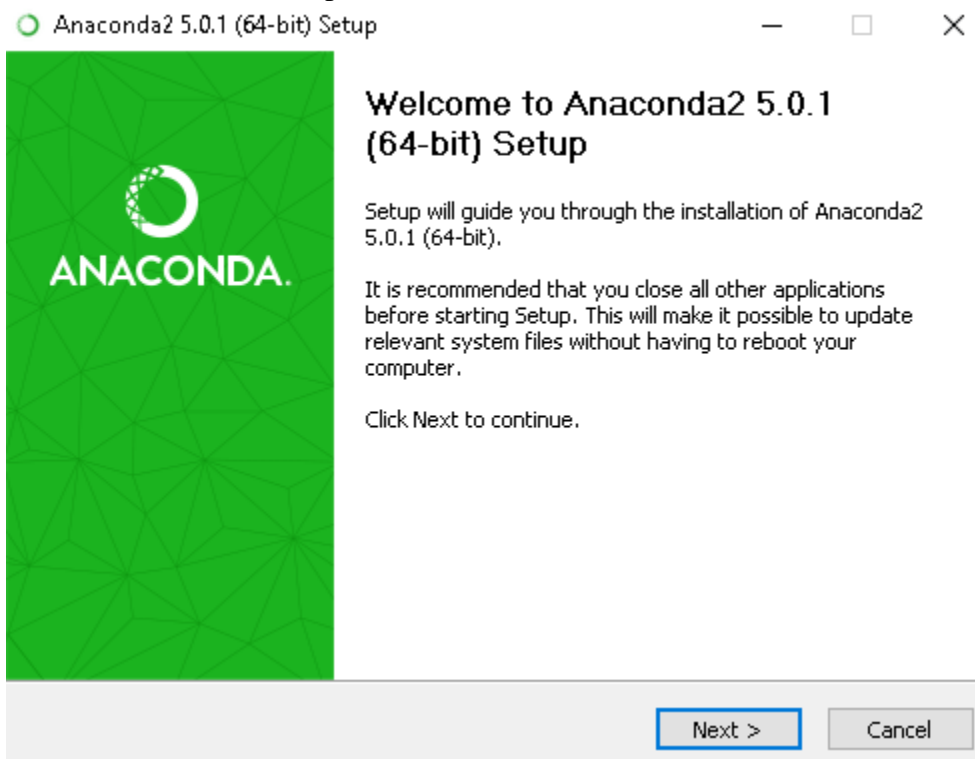 Anaconda2 5.0.1 (64-bit) Setup
ANACONDA.
Welcome to Anaconda2 5.0.1
(64-bit) Setup
Setup will guide you through the installation of Anaconda2
5.0.1 (64-bit).
It is recommended that you close all other applications
before starting Setup. This will make it possible to update
relevant system files without having to reboot your
computer.
Click Next to continue.
Next >
Cancel